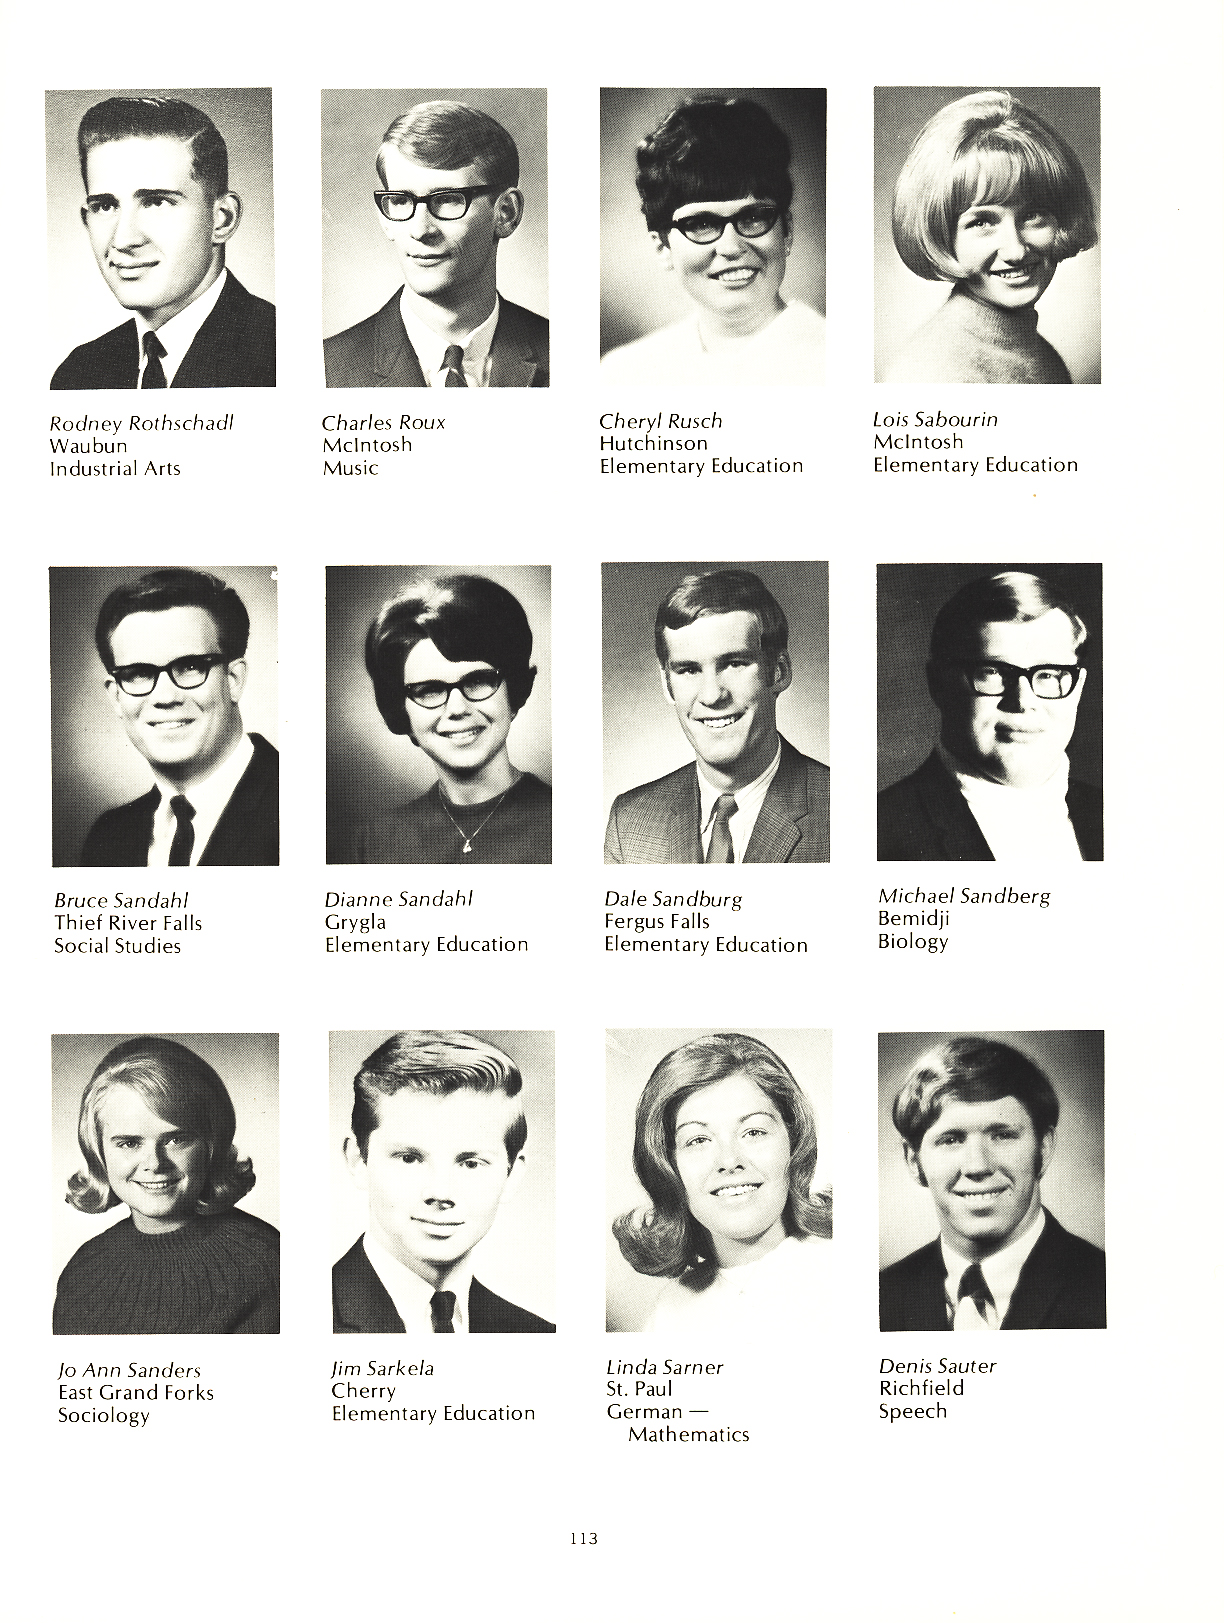 Rodney Rothschadl
Waubun
Industrial Arts
Charles Roux
McIntosh
Music
Cheryl Rusch
Hutchinson
Elementary Education
Lois Sabourin
McIntosh
Elementary Education
Bruce Sandahl
Thief River Falls
Social Studies
Dianne Sandahl
Grygla
Elementary Education
Dale Sandburg
Fergus Falls
Elementary Education
Michael Sandberg
Bemidji
Biology
Jo Ann Sanders
East Grand Forks
Sociology
Jim Sarkela
Cherry
Elementary Education
Linda Sarner
St. Paul
German —
Mathematics
Denis Sauter
Richfield
Speech
113